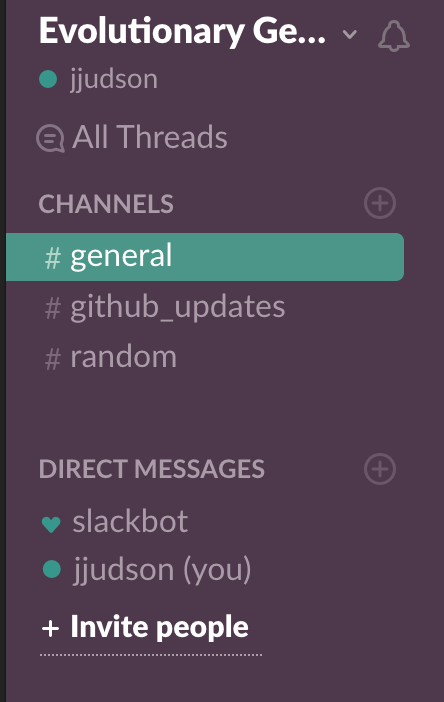 Evolutionary Ge...
jjudson
All Threads
CHANNELS
# general
# github_updates
# random
DIRECT MESSAGES
slackbot
jjudson (you)
+ Invite people